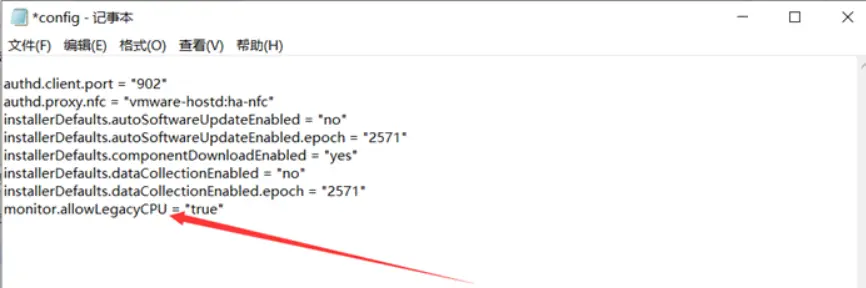 *config - 记事本
文件(F) 编辑(E) 格式(O) 查看(V) 帮助(H)
authd.client.port = "902"
authd.proxy.nfc = "vmware-hostd:ha-nfc"
installerDefaults.autoSoftwareUpdateEnabled = "no"
installerDefaults.autoSoftwareUpdateEnabled.epoch = "2571"
installerDefaults.componentDownloadEnabled = "yes"
installerDefaults.dataCollectionEnabled = "no"
installerDefaults.dataCollectionEnabled.epoch = "2571"
monitor.allowLegacyCPU = "true"